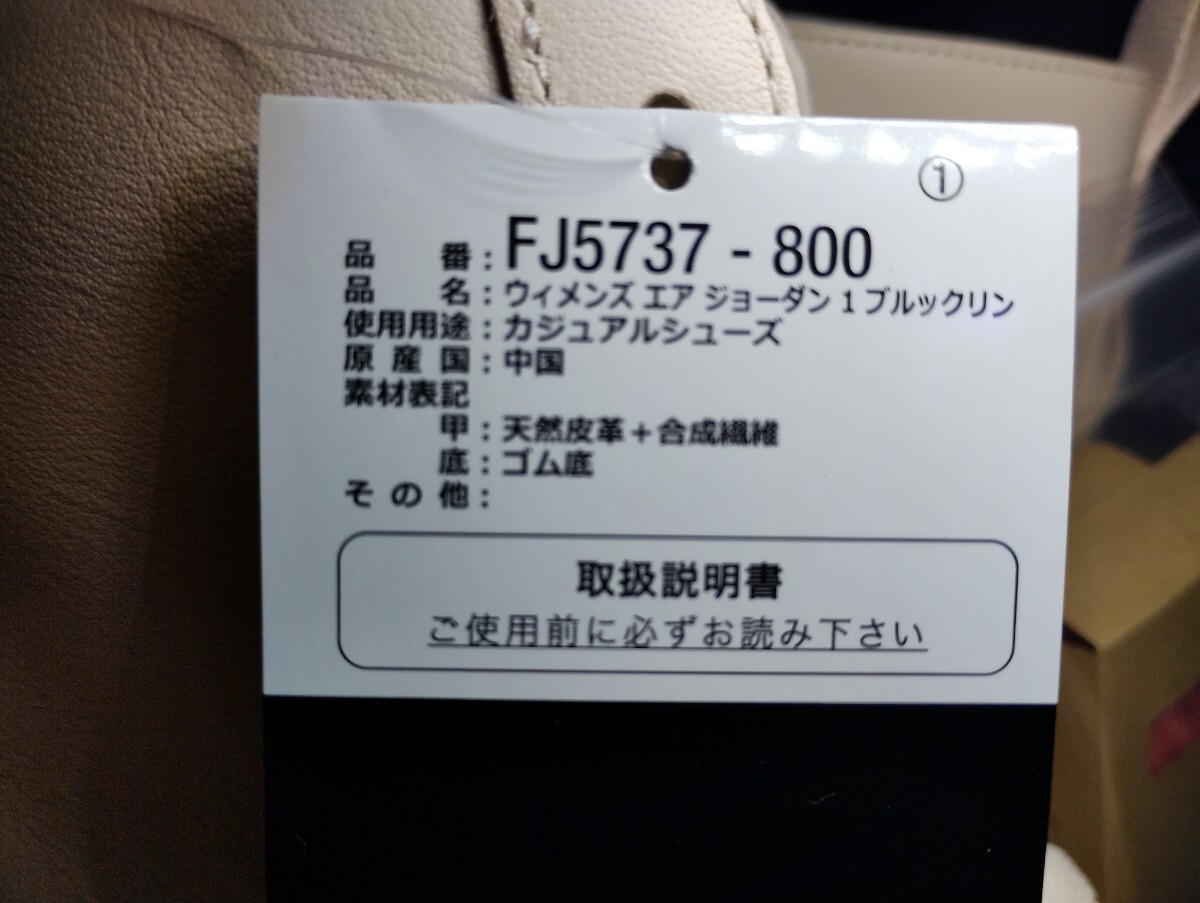 ①
品番：FJ5737 - 800
品名：ウィメンズ エア ジョーダン 1 ブルックリン
使用用途：カジュアルシューズ
原産国：中国
素材表記
甲：天然皮革＋合成繊維
底：ゴム底
その他：
取扱説明書
ご使用前に必ずお読み下さい